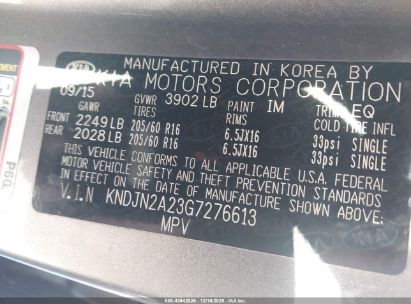 MANUFACTURED IN KOREA BY
KIA KIA MOTORS CORPORATION
09/15 GVWR 3902 LB PAINT IM TRIM EQ
GAWR TIRES RIMS COLD TIRE INFL
FRONT 2249 LB 205/60 R16 6.5JX16 33psi SINGLE
REAR 2028 LB 205/60 R16 6.5JX16 33psi SINGLE
THIS VEHICLE CONFORMS TO ALL APPLICABLE U.S.A. FEDERAL
MOTOR VEHICLE SAFETY AND THEFT PREVENTION STANDARDS
IN EFFECT ON THE DATE OF MANUFACTURE SHOWN ABOVE.
V.I.N KNDJN2A23G7276613
MPV